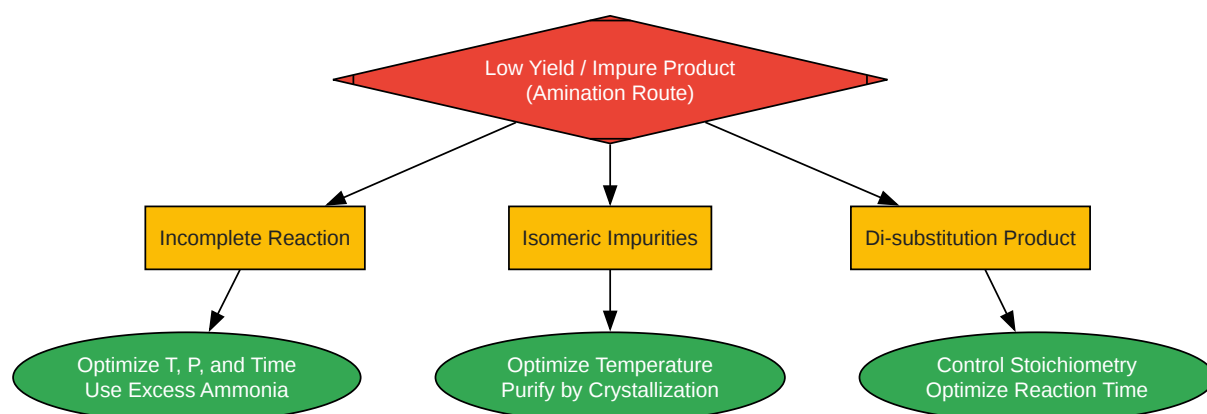 Low Yield / Impure Product
(Amination Route)
Incomplete Reaction
Isomeric Impurities
Di-substitution Product
Optimize T, P, and Time
Use Excess Ammonia
Optimize Temperature
Purify by Crystallization
Control Stoichiometry
Optimize Reaction Time